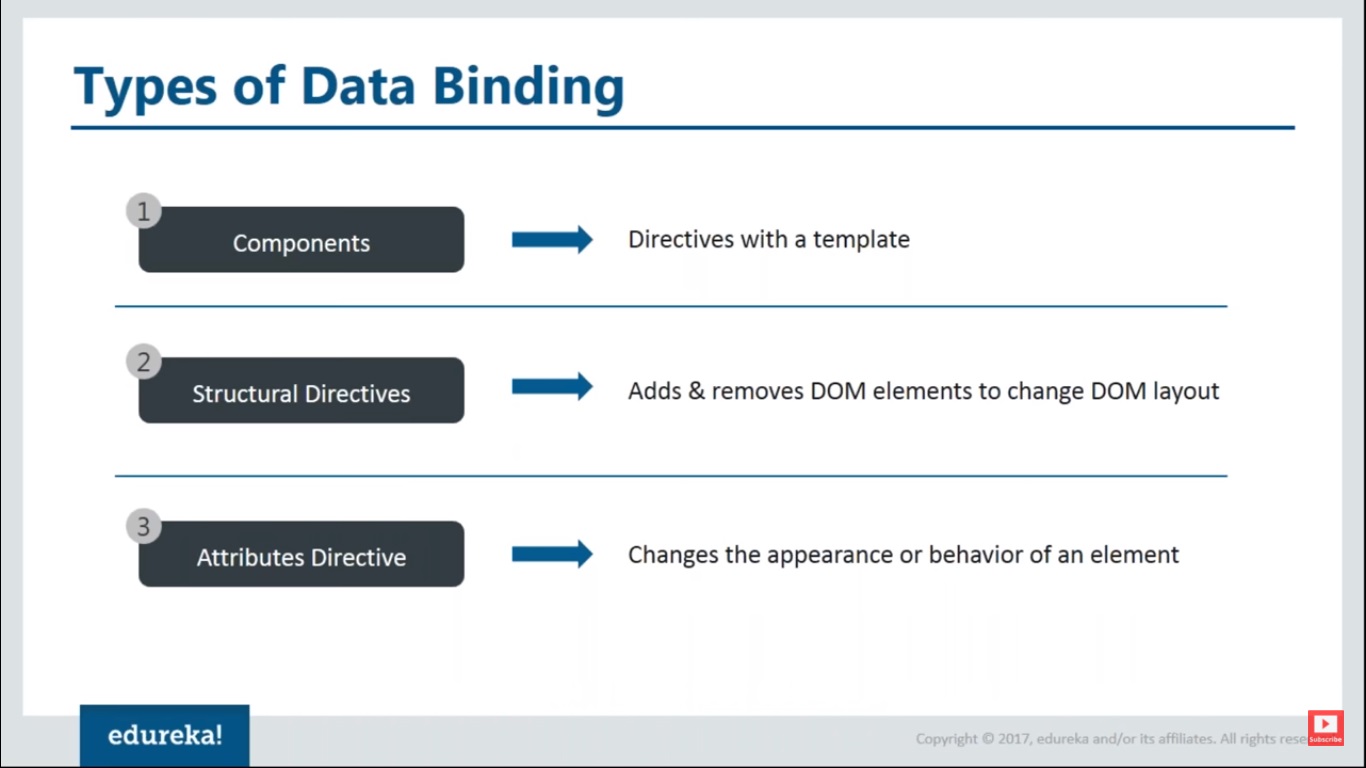 Types of Data Binding
1
Components
Directives with a template
2
Structural Directives
Adds & removes DOM elements to change DOM layout
3
Attributes Directive
Changes the appearance or behavior of an element
edureka!
Copyright © 2017, edureka and/or its affiliates. All rights rese
Subscribe